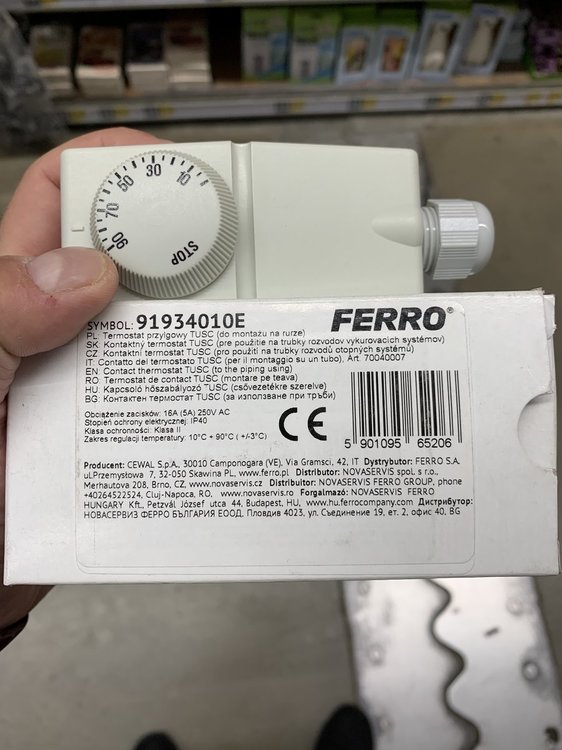 10
30
50
70
90
STOP
SYMBOL: 91934010E
FERRO®
PL: Termostat przylgowy TUSC (do montażu na rurze)
SK: Kontaktný termostat TUSC (pre použitie na trubky rozvodov vykurovacích systémov)
CZ: Kontaktní termostat TUSC (pro použití na trubky rozvodů otopných systémů)
IT: Contatto del termostato TUSC (per il montaggio su un tubo), Art 70040007
EN: Contact thermostat TUSC (to the piping using)
RO: Termostat de contact TUSC (montare pe teava)
HU: Kapcsoló hőszabályozó TUSC (csővezetékre szerelve)
BG: Контактен термостат TUSC (за използване при тръби)
Obciążenie zacisków: 16A (5A) 250V AC
Stopień ochrony elektrycznej: IP40
Klasa ochronności: Klasa II
Zakres regulacji temperatury: 10°C + 90°C ( +/-3°C)
CE
5 901095 65206
Producent: CEWAL S.p.A., 30010 Camponogara (VE), Via Gramsci, 42, IT Dystrybutor: FERRO S.A.
ul.Przemysłowa 7, 32-050 Skawina PL, www.ferro.pl Distributor: NOVASERVIS spol. s r.o.,
Merhautova 208, Brno, CZ, www.novaservis.cz Distributor: NOVASERVIS FERRO GROUP, phone
+40264522524, Cluj-Napoca, RO, www.novaservis.ro Forgalmazó: NOVASERVIS FERRO
HUNGARY Kft., Petzvál József utca 44, Budapest, HU, www.hu.ferrocompany.com Дистрибутор:
НОВАСЕРВИЗ ФЕРРО БЪЛГАРИЯ ЕООД, Пловдив 4023, ул. Съединение 19, ет. 2, офис 40, BG